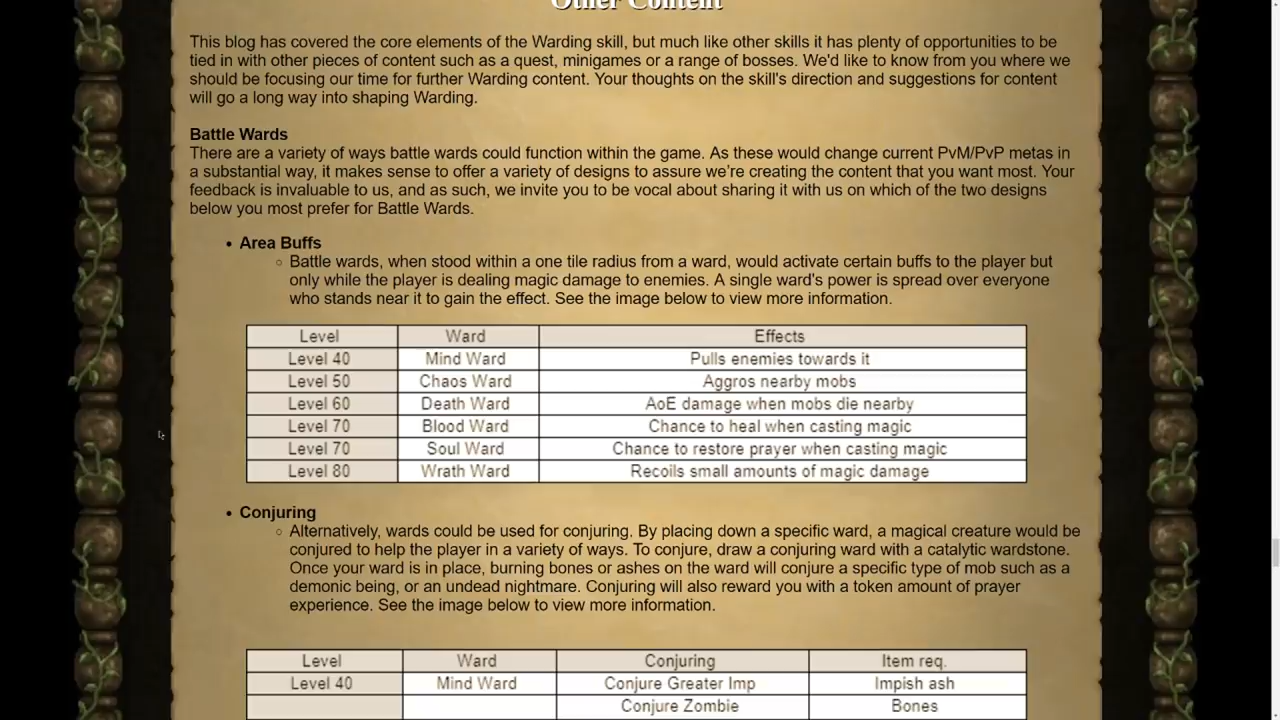 Other Content
This blog has covered the core elements of the Warding skill, but much like other skills it has plenty of opportunities to be
tied in with other pieces of content such as a quest, minigames or a range of bosses. We'd like to know from you where we
should be focusing our time for further Warding content. Your thoughts on the skill's direction and suggestions for content
will go a long way into shaping Warding.
Battle Wards
There are a variety of ways battle wards could function within the game. As these would change current PvM/PvP metas in
a substantial way, it makes sense to offer a variety of designs to assure we're creating the content that you want most. Your
feedback is invaluable to us, and as such, we invite you to be vocal about sharing it with us on which of the two designs
below you most prefer for Battle Wards.
• Area Buffs
○ Battle wards, when stood within a one tile radius from a ward, would activate certain buffs to the player but
only while the player is dealing magic damage to enemies. A single ward's power is spread over everyone
who stands near it to gain the effect. See the image below to view more information.
Level Ward Effects
Level 40 Mind Ward Pulls enemies towards it
Level 50 Chaos Ward Aggros nearby mobs
Level 60 Death Ward AoE damage when mobs die nearby
Level 70 Blood Ward Chance to heal when casting magic
Level 70 Soul Ward Chance to restore prayer when casting magic
Level 80 Wrath Ward Recoils small amounts of magic damage
• Conjuring
○ Alternatively, wards could be used for conjuring. By placing down a specific ward, a magical creature would be
conjured to help the player in a variety of ways. To conjure, draw a conjuring ward with a catalytic wardstone.
Once your ward is in place, burning bones or ashes on the ward will conjure a specific type of mob such as a
demonic being, or an undead nightmare. Conjuring will also reward you with a token amount of prayer
experience. See the image below to view more information.
Level Ward Conjuring Item req.
Level 40 Mind Ward Conjure Greater Imp Impish ash
Conjure Zombie Bones